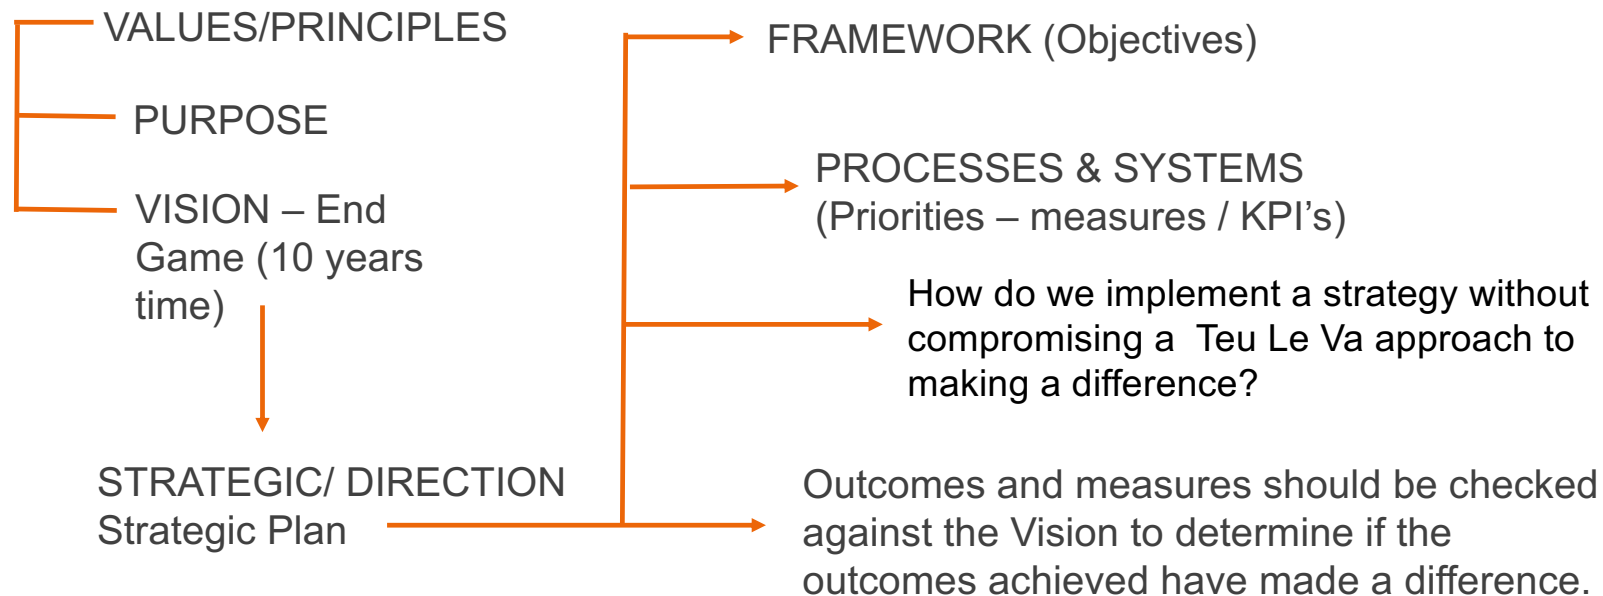 VALUES/PRINCIPLES
PURPOSE
VISION – End
Game (10 years
time)
STRATEGIC/ DIRECTION
Strategic Plan
FRAMEWORK (Objectives)
PROCESSES & SYSTEMS
(Priorities – measures / KPI’s)
How do we implement a strategy without
compromising a  Teu Le Va approach to
making a difference?
Outcomes and measures should be checked
against the Vision to determine if the
outcomes achieved have made a difference.